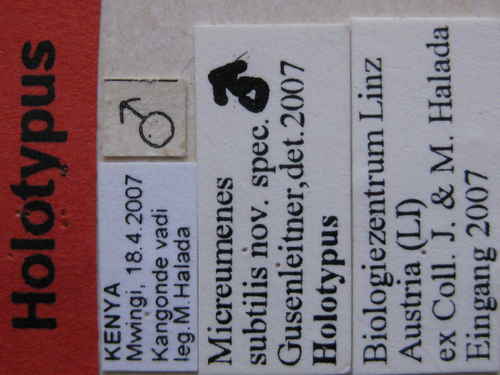 Holotypus
♂
KENYA
Mwingi, 18.4.2007
Kangonde vadi
leg.M.Halada
Micreumenes ♂
subtilis nov. spec.
Gusenleitner,det.2007
Holotypus
Biologiezentrum Linz
Austria (LI)
ex Coll. J. & M. Halada
Eingang 2007